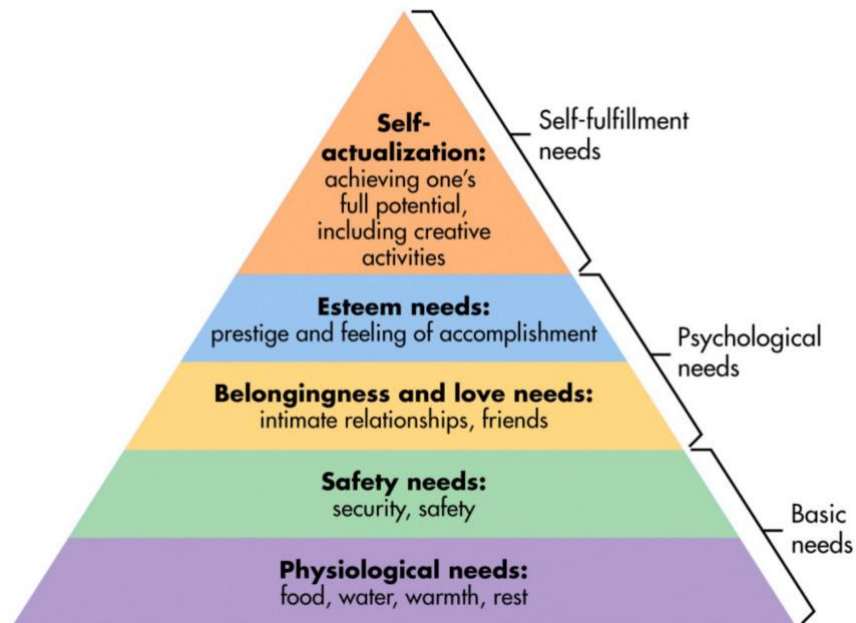 Self-
actualization:
achieving one's
full potential,
including creative
activities
Self-fulfillment
needs
Esteem needs:
prestige and feeling of accomplishment
Psychological
needs
Belongingness and love needs:
intimate relationships, friends
Safety needs:
security, safety
Basic
needs
Physiological needs:
food, water, warmth, rest